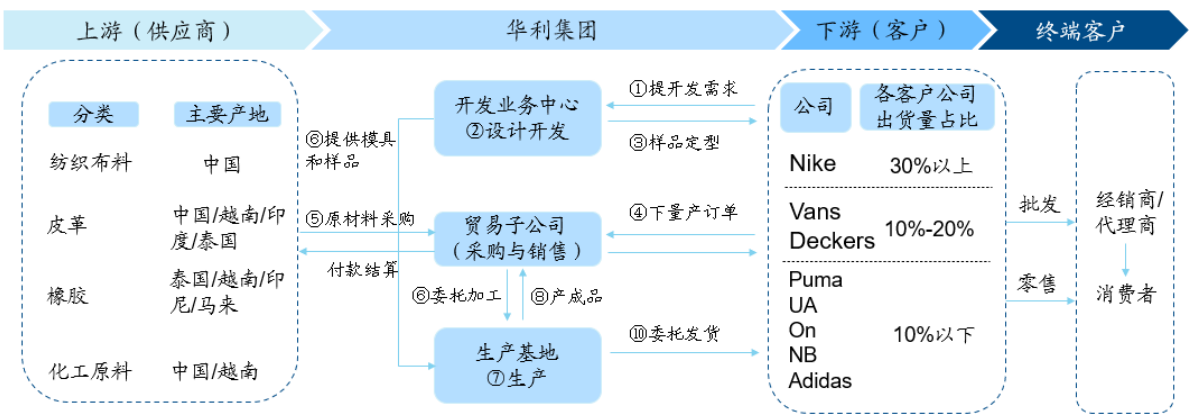 上游（供应商）
华利集团
下游（客户）
终端客户
分类
主要产地
纺织布料
中国
皮革
中国/越南/印
度/泰国
橡胶
泰国/越南/印
尼/马来
化工原料
中国/越南
⑥提供模具
和样品
⑤原材料采购
付款结算
开发业务中心
②设计开发
贸易子公司
（采购与销售）
⑥委托加工
⑧产成品
生产基地
⑦生产
①提开发需求
③样品定型
④下量产订单
⑩委托发货
公司
各客户公司
出货量占比
Nike
30%以上
Vans
Deckers
10%-20%
Puma
UA
On
NB
Adidas
10%以下
批发
零售
经销商/
代理商
消费者